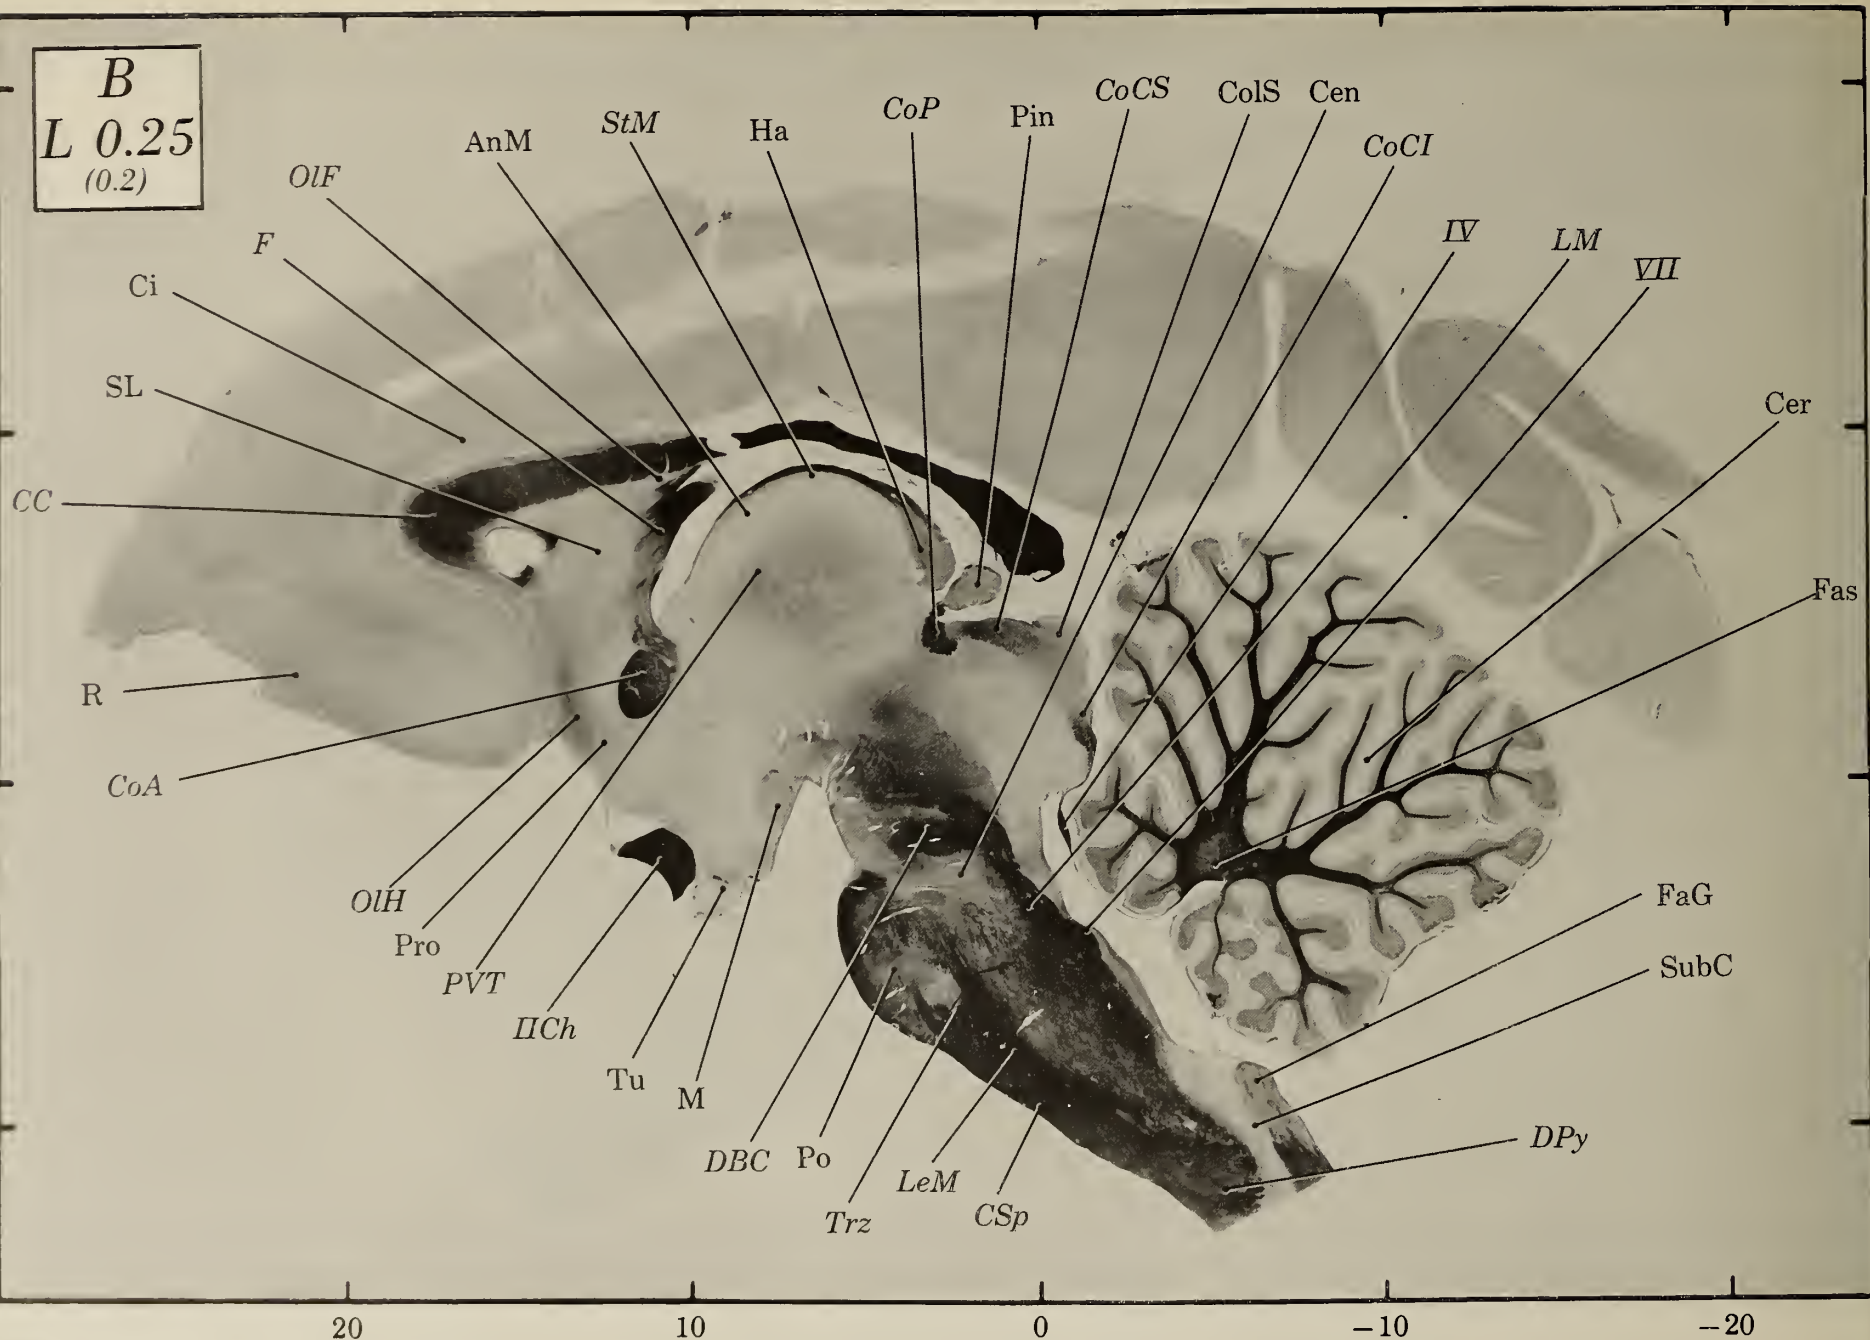 B
L 0.25
(0.2)
OlF
F
Ci
SL
CC
AnM
StM
Ha
CoP
Pin
CoCS
ColS
Cen
CoCI
IV
LM
VII
Cer
Fas
R
CoA
OlH
Pro
PVT
IICh
Tu
M
DBC
Po
Trz
LeM
CSp
FaG
SubC
DPy
20
10
0
−10
−20